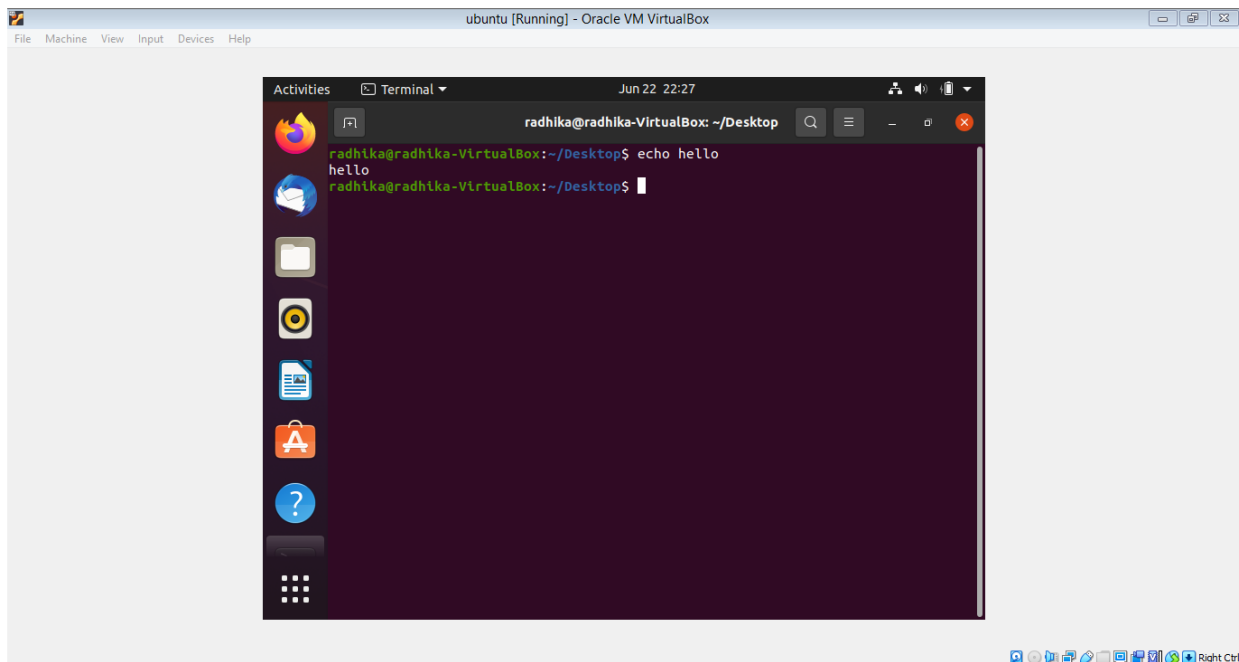 ubuntu [Running] - Oracle VM VirtualBox
File Machine View Input Devices Help
Activities Terminal Jun 22 22:27
radhika@radhika-VirtualBox: ~/Desktop
radhika@radhika-VirtualBox:~/Desktop$ echo hello
hello
radhika@radhika-VirtualBox:~/Desktop$
Right Ctrl